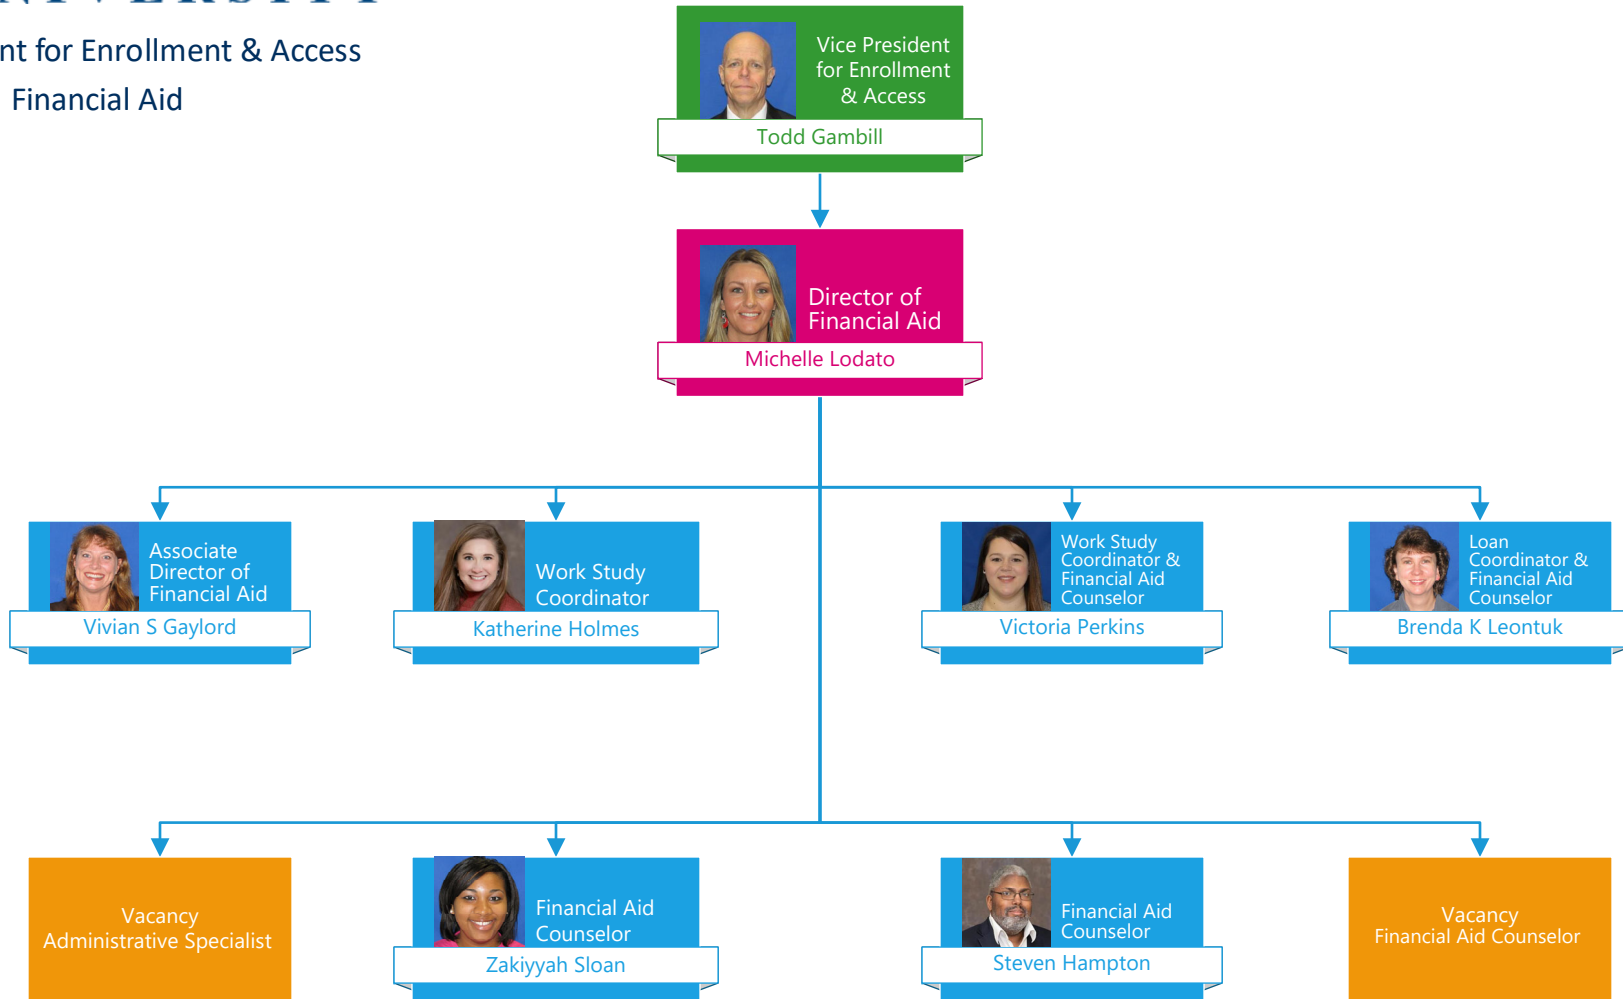 nt for Enrollment & Access
Financial Aid
Vice President
for Enrollment
& Access
Todd Gambill
Director of
Financial Aid
Michelle Lodato
Associate
Director of
Financial Aid
Vivian S Gaylord
Work Study
Coordinator
Katherine Holmes
Work Study
Coordinator &
Financial Aid
Counselor
Victoria Perkins
Loan
Coordinator &
Financial Aid
Counselor
Brenda K Leontuk
Vacancy
Administrative Specialist
Financial Aid
Counselor
Zakiyyah Sloan
Financial Aid
Counselor
Steven Hampton
Vacancy
Financial Aid Counselor